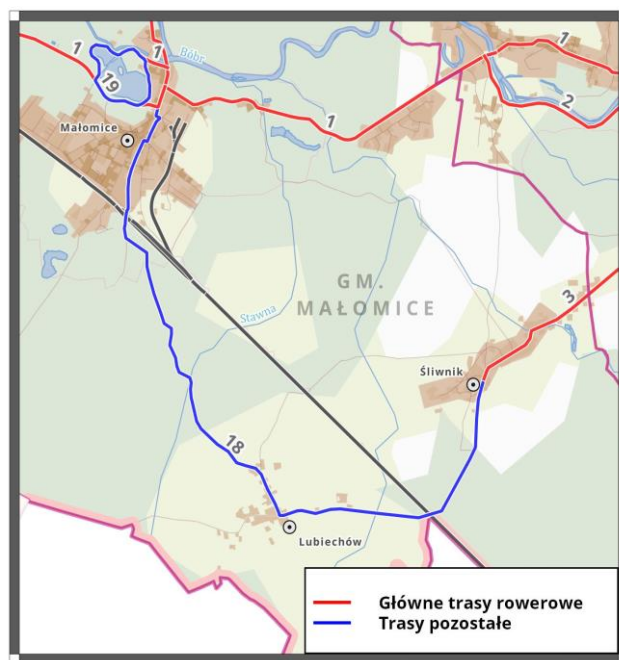 1
1
Bóbr
1
19
2
Małomice
1
GM.
MAŁOMICE
3
Stawna
Śliwnik
18
Lubiechów
Główne trasy rowerowe
Trasy pozostałe